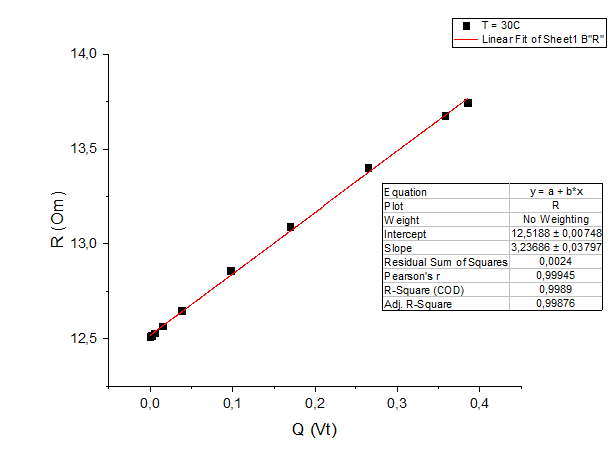 T = 30C
Linear Fit of Sheet1 B"R"
14,0
13,5
13,0
12,5
R (Om)
Equation y = a + b*x
Plot R
Weight No Weighting
Intercept 12,5188 ± 0,00748
Slope 3,23686 ± 0,03797
Residual Sum of Squares 0,0024
Pearson's r 0,99945
R-Square (COD) 0,9989
Adj. R-Square 0,99876
0,0 0,1 0,2 0,3 0,4
Q (Vt)